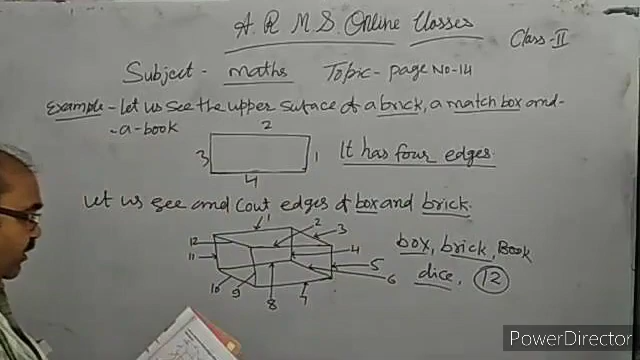 A R M S Online Classes
Class-II
Subject - maths Topic - page No-14
Example - Let us see the upper suface of a brick, a match box and-
-a-book
2
3
1
It has four edges.
4
Let us see and cout edges of box and brick.
1
2
3
12
4
11
5
6
10
9
8
7
box, brick, Book
dice. 12
PowerDirector